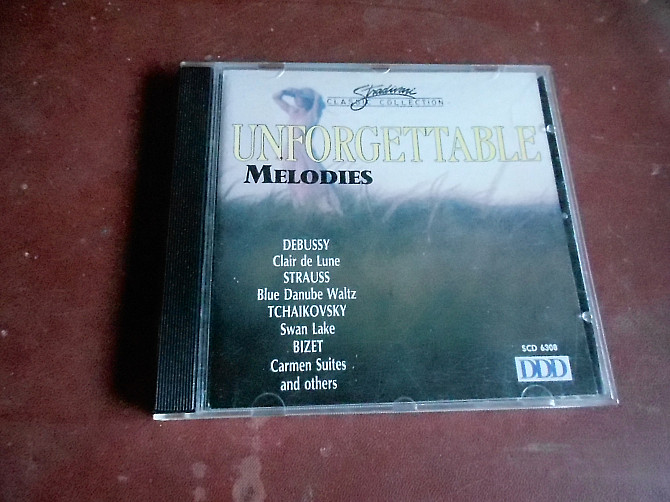 Stradivari
CLASSIC COLLECTION
UNFORGETTABLE
MELODIES
DEBUSSY
Clair de Lune
STRAUSS
Blue Danube Waltz
TCHAIKOVSKY
Swan Lake
BIZET
Carmen Suites
and others
SCD 6308
DDD